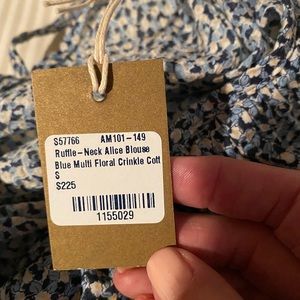 S57766 AM101-149
Ruffle-Neck Alice Blouse
Blue Multi Floral Crinkle Cott
S
$225
1155029